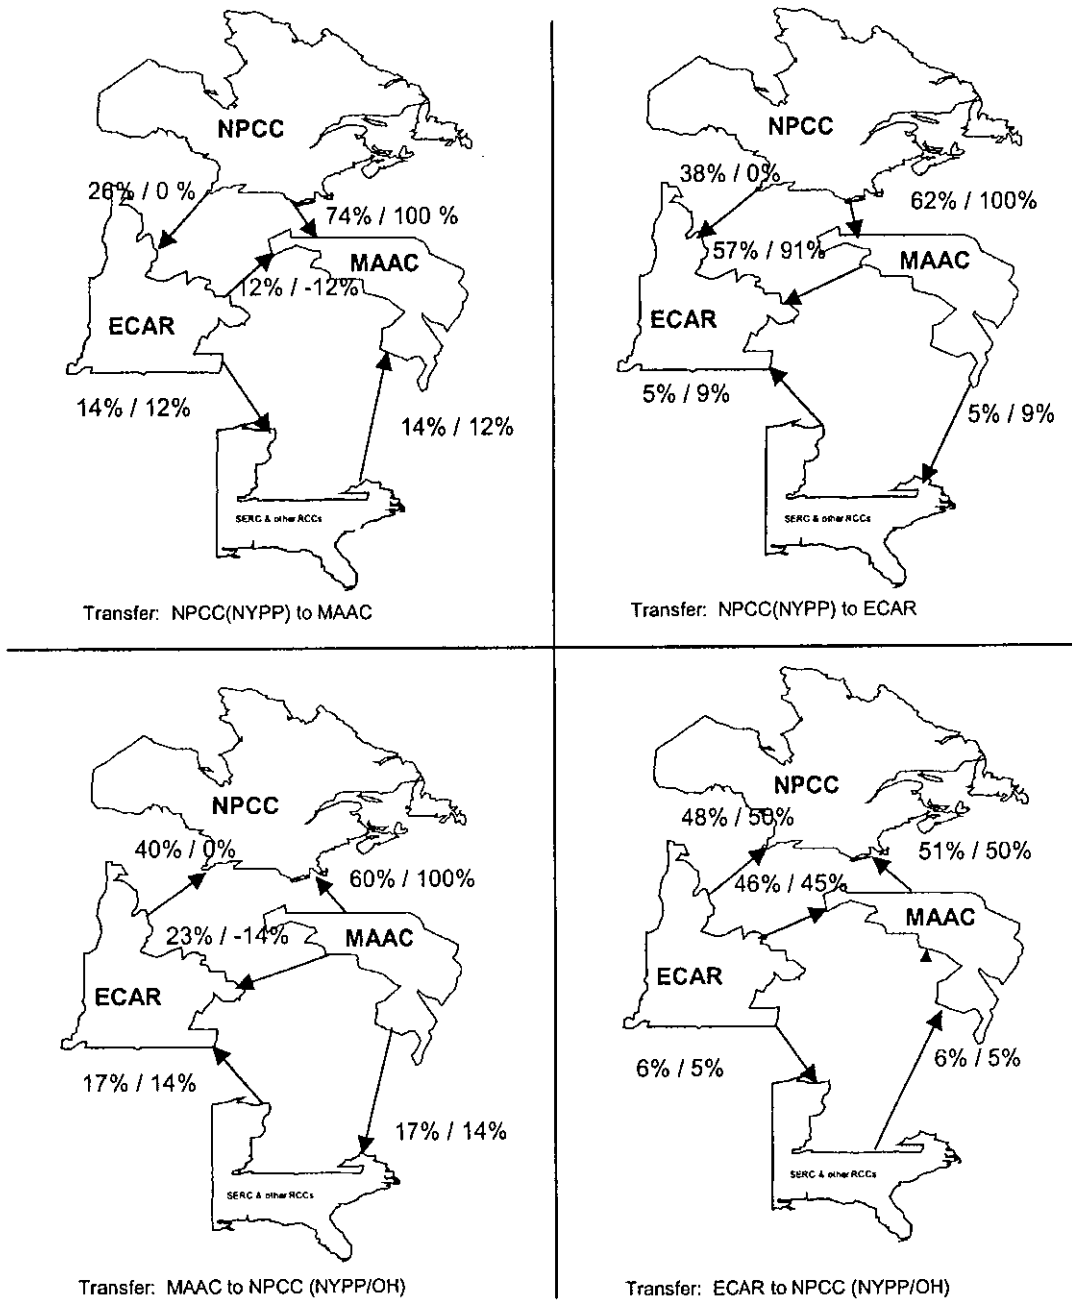 NPCC
26% / 0 %
74% / 100 %
MAAC
12% / -12%
ECAR
14% / 12%
14% / 12%
SERC & other RCCs
Transfer: NPCC(NYPP) to MAAC
NPCC
38% / 0%
62% / 100%
57% / 91%
MAAC
ECAR
5% / 9%
5% / 9%
SERC & other RCCs
Transfer: NPCC(NYPP) to ECAR
NPCC
40% / 0%
60% / 100%
23% / -14%
MAAC
ECAR
17% / 14%
17% / 14%
SERC & other RCCs
Transfer: MAAC to NPCC (NYPP/OH)
NPCC
48% / 50%
51% / 50%
46% / 45%
MAAC
ECAR
6% / 5%
6% / 5%
SERC & other RCCs
Transfer: ECAR to NPCC (NYPP/OH)